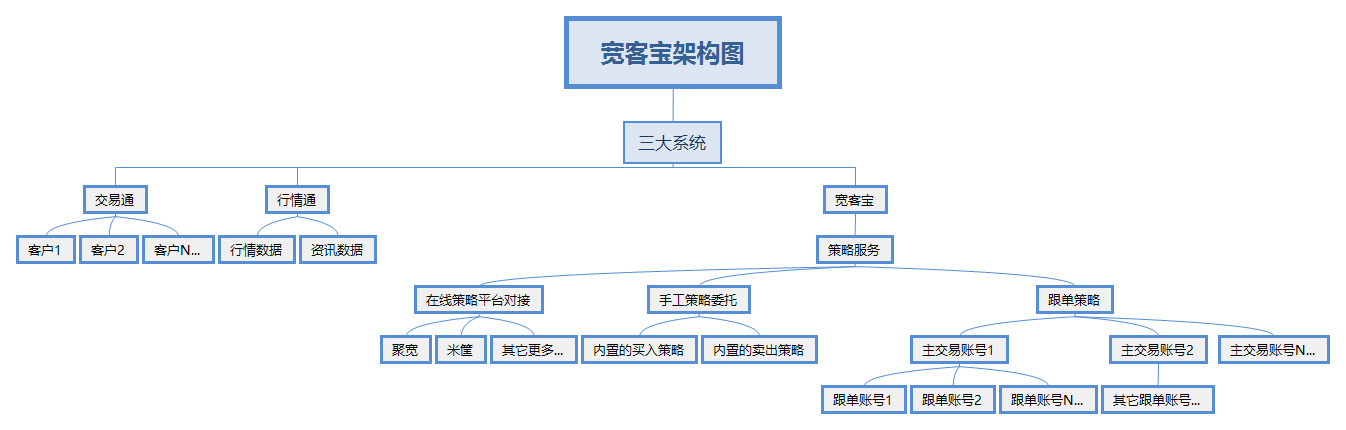 宽客宝架构图
三大系统
交易通
行情通
宽客宝
客户1
客户2
客户N...
行情数据
资讯数据
策略服务
在线策略平台对接
手工策略委托
跟单策略
聚宽
米筐
其它更多...
内置的买入策略
内置的卖出策略
主交易账号1
主交易账号2
主交易账号N...
跟单账号1
跟单账号2
跟单账号N...
其它跟单账号...